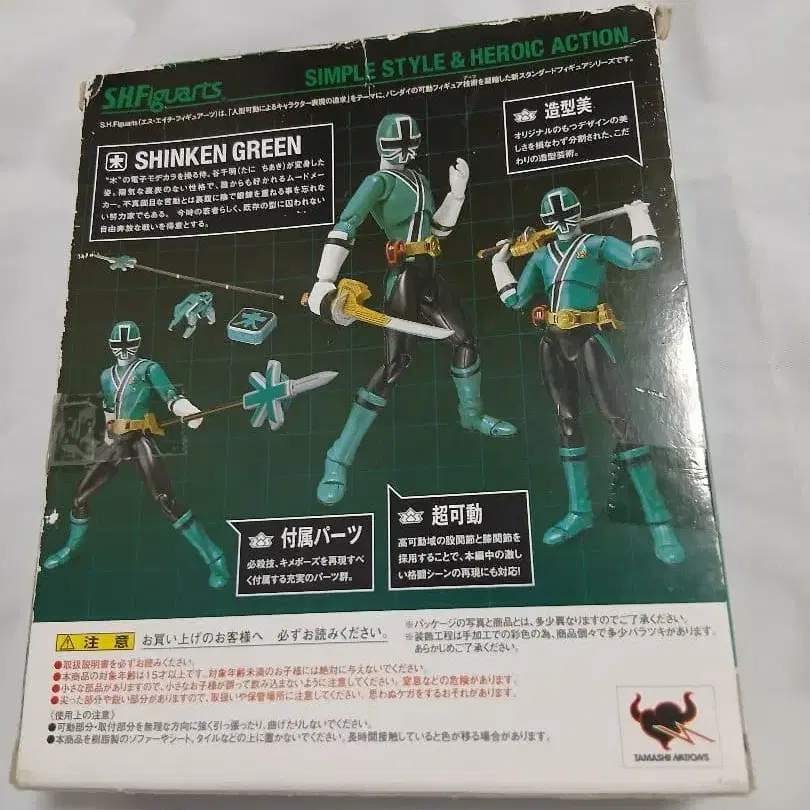 SIMPLE STYLE & HEROIC ACTION.
S.H.Figuarts
S.H.Figuarts(エス・エイチ・フィギュアーツ)は、「人型可動によるキャラクター表現の追求」をテーマに、バンダイの可動フィギュア技術を凝縮した新スタンダードフィギュアシリーズです。
木 SHINKEN GREEN
"木"の電子モヂカラを操る侍、谷千明(たに ちあき)が変身した
姿。陽気な裏表のない性格で、誰からも好かれるムードメー
カー。不真面目な言動とは裏腹に陰で鍛錬を重ねる事を忘れな
い努力家でもある。 今時の若者らしく、既存の型に囚われない
自由奔放な戦いを得意とする。
造型美
オリジナルのもつデザインの美
しさを損なわず分割された、こだ
わりの造型芸術。
付属パーツ
必殺技、キメポーズを再現すべ
く付属する充実のパーツ群。
超可動
高可動域の股関節と膝関節を
採用することで、本編中の激し
い格闘シーンの再現にも対応!
注意 お買い上げのお客様へ 必ずお読みください。
※パッケージの写真と商品とは、多少異なりますのでご了承ください。
※装飾工程は手加工での彩色の為、商品個々で多少バラツキがあります。
あらかじめご了承ください。
●取扱説明書を必ずお読みください。
●本商品の対象年齢は15才以上です。対象年齢未満のお子様には絶対に与えないでください。
●小さな部品がありますので、小さなお子様が誤って飲み込まないように注意してください。窒息などの危険があります。
●尖った部分や鋭い部分がありますので、取扱いや保管場所に注意してください。思わぬケガをするおそれがあります。
〈使用上の注意〉
●可動部分・取付部分を無理な方向に強く引っ張ったり、曲げたりしないでください。
●本商品を樹脂製のソファーやシート、タイルなどの上に置かないでください。長時間接触していると色が移る場合があります。
TAMASHII NATIONS